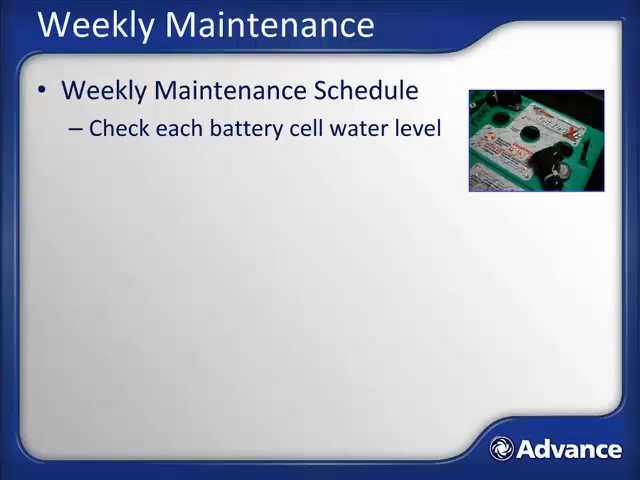 Weekly Maintenance
• Weekly Maintenance Schedule
– Check each battery cell water level
Advance